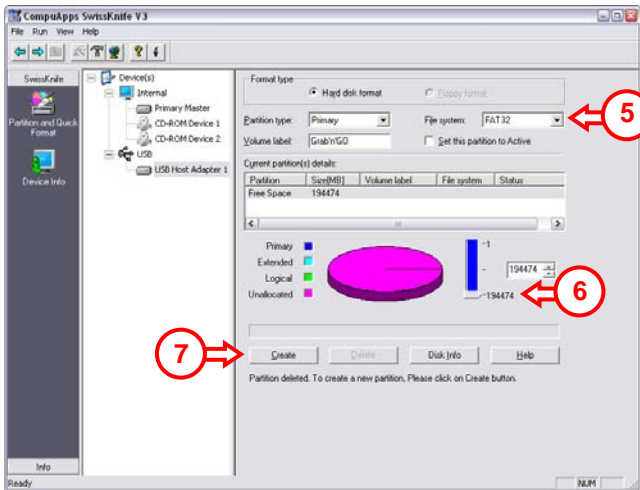 CompuApps SwissKnife V3
File Run View Help
SwissKnife
Partition and Quick Format
Device Info
Info
Device(s)
Internal
Primary Master
CD-ROM Device 1
CD-ROM Device 2
USB
USB Host Adapter 1
Format type
Hard disk format
Floppy format
Partition type: Primary File system: FAT32 5
Volume label: Grab'n'GO Set this partition to Active
Current partition(s) details:
Partition Size[MB] Volume label File system Status
Free Space 194474
Primary
Extended
Logical
Unallocated
-1
194474
-194474
6
7
Create Delete Disk Info Help
Partition deleted. To create a new partition, Please click on Create button.
Ready NUM